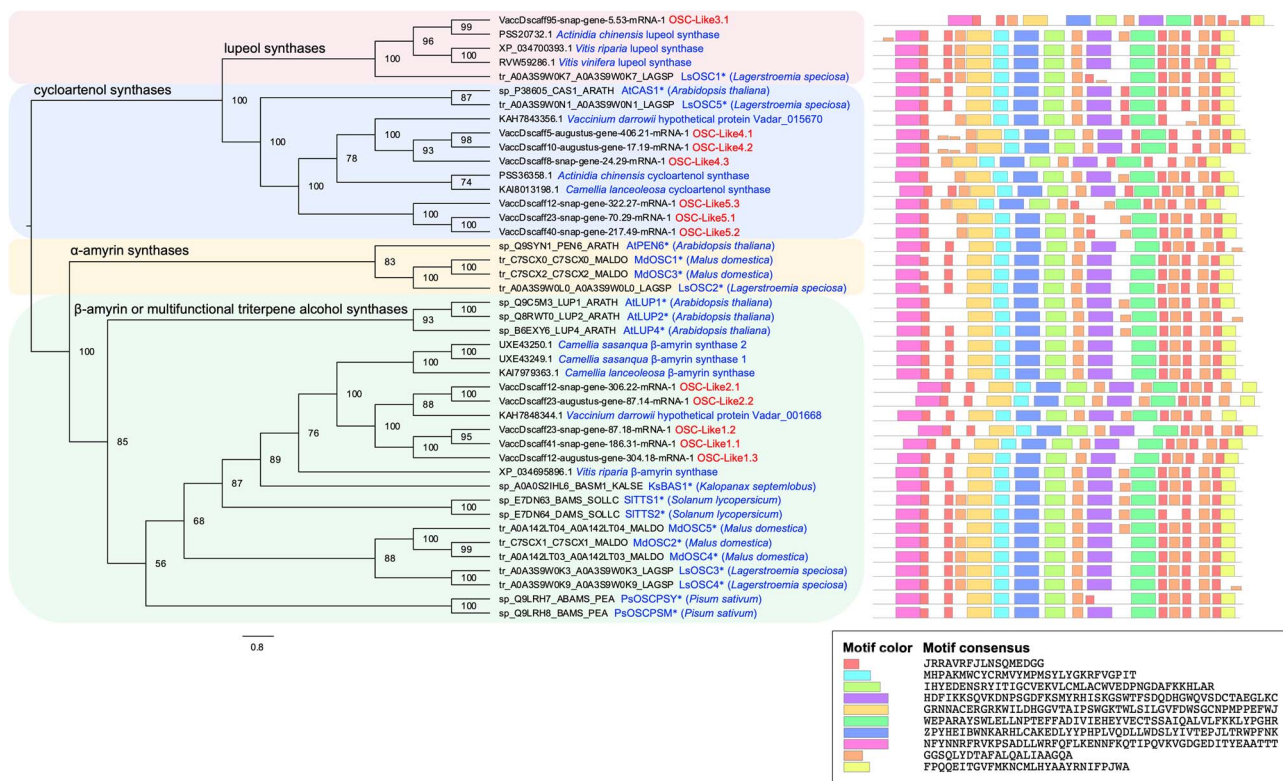 lupeol synthases
cycloartenol synthases
α-amyrin synthases
β-amyrin or multifunctional triterpene alcohol synthases
99
96
100
100
100
87
100
100
98
93
78
74
100
100
100
83
100
100
100
93
100
100
100
100
88
100
100
95
76
85
89
87
68
100
100
99
88
100
56
100
VaccDscaff95-snap-gene-5.53-mRNA-1 OSC-Like3.1
PSS20732.1 Actinidia chinensis lupeol synthase
XP_034700393.1 Vitis riparia lupeol synthase
RVW59286.1 Vitis vinifera lupeol synthase
tr_A0A3S9W0K7_A0A3S9W0K7_LAGSP LsOSC1* (Lagerstroemia speciosa)
sp_P38605_CAS1_ARATH AtCAS1* (Arabidopsis thaliana)
tr_A0A3S9W0N1_A0A3S9W0N1_LAGSP LsOSC5* (Lagerstroemia speciosa)
KAH7843356.1 Vaccinium darrowii hypothetical protein Vadar_015670
VaccDscaff5-augustus-gene-406.21-mRNA-1 OSC-Like4.1
VaccDscaff10-augustus-gene-17.19-mRNA-1 OSC-Like4.2
VaccDscaff8-snap-gene-24.29-mRNA-1 OSC-Like4.3
PSS36358.1 Actinidia chinensis cycloartenol synthase
KAI8013198.1 Camellia lanceoleosa cycloartenol synthase
VaccDscaff12-snap-gene-322.27-mRNA-1 OSC-Like5.3
VaccDscaff23-snap-gene-70.29-mRNA-1 OSC-Like5.1
VaccDscaff40-snap-gene-217.49-mRNA-1 OSC-Like5.2
sp_Q9SYN1_PEN6_ARATH AtPEN6* (Arabidopsis thaliana)
tr_C7SCX0_C7SCX0_MALDO MdOSC1* (Malus domestica)
tr_C7SCX2_C7SCX2_MALDO MdOSC3* (Malus domestica)
tr_A0A3S9W0L0_A0A3S9W0L0_LAGSP LsOSC2* (Lagerstroemia speciosa)
sp_Q9C5M3_LUP1_ARATH AtLUP1* (Arabidopsis thaliana)
sp_Q8RWT0_LUP2_ARATH AtLUP2* (Arabidopsis thaliana)
sp_B6EXY6_LUP4_ARATH AtLUP4* (Arabidopsis thaliana)
UXE43250.1 Camellia sasanqua β-amyrin synthase 2
UXE43249.1 Camellia sasanqua β-amyrin synthase 1
KAI7979363.1 Camellia lanceoleosa β-amyrin synthase
VaccDscaff12-snap-gene-306.22-mRNA-1 OSC-Like2.1
VaccDscaff23-augustus-gene-87.14-mRNA-1 OSC-Like2.2
KAH7848344.1 Vaccinium darrowii hypothetical protein Vadar_001668
VaccDscaff23-snap-gene-87.18-mRNA-1 OSC-Like1.2
VaccDscaff41-snap-gene-186.31-mRNA-1 OSC-Like1.1
VaccDscaff12-augustus-gene-304.18-mRNA-1 OSC-Like1.3
XP_034695896.1 Vitis riparia β-amyrin synthase
sp_A0A0S2IHL6_BASM1_KALSE KsBAS1* (Kalopanax septemlobus)
sp_E7DN63_BAMS_SOLLC SlTTS1* (Solanum lycopersicum)
sp_E7DN64_DAMS_SOLLC SlTTS2* (Solanum lycopersicum)
tr_A0A142LT04_A0A142LT04_MALDO MdOSC5* (Malus domestica)
tr_C7SCX1_C7SCX1_MALDO MdOSC2* (Malus domestica)
tr_A0A142LT03_A0A142LT03_MALDO MdOSC4* (Malus domestica)
tr_A0A3S9W0K3_A0A3S9W0K3_LAGSP LsOSC3* (Lagerstroemia speciosa)
tr_A0A3S9W0K9_A0A3S9W0K9_LAGSP LsOSC4* (Lagerstroemia speciosa)
sp_Q9LRH7_ABAMS_PEA PsOSCPSY* (Pisum sativum)
sp_Q9LRH8_BAMS_PEA PsOSCPSM* (Pisum sativum)
0.8
Motif color Motif consensus
JRRAVRFJLNSQMEDGG
MHPAKMWCYCRMVYMPMSYLYGKRFVGPIT
IHYEDENSRYITIGCVEKVLCMLACWVEDPNGDAFKKHLAR
HDFIKKSQVKDNPSGDFKSMYRHISKGSWTFSDQDHGWQVSDCTAEGLKC
GRNNACERGRKWILDHGGVTAIPSWGKTWLSILGVFDWSGCNPMPPEFWJ
WEPARAYSWLELLNPTEFFADIVIEHEYVECTSSAIQALVLFKKLYPGHR
ZPYHEIBWNKARHLCAKEDLYYPHPLVQDLLWDSLYIVTEPJLTRWPFNK
NFYNNRFRVKPSADLLWRFQFLKENNFKQTIPQVKVGDGEDITYEAATTT
GGSQLYDTAFALQALIAAGQA
FPQQEITGVFMKNCMLHYAAYRNIFPJWA